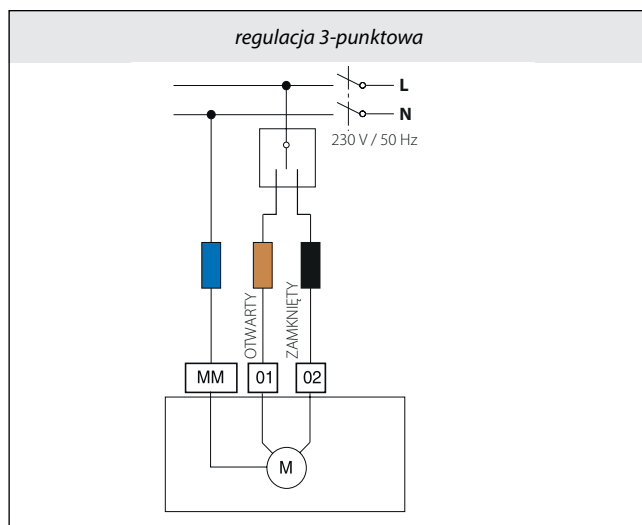 regulacja 3-punktowa
L
N
230 V / 50 Hz
OTWARTY
ZAMKNIĘTY
MM
01
02
M